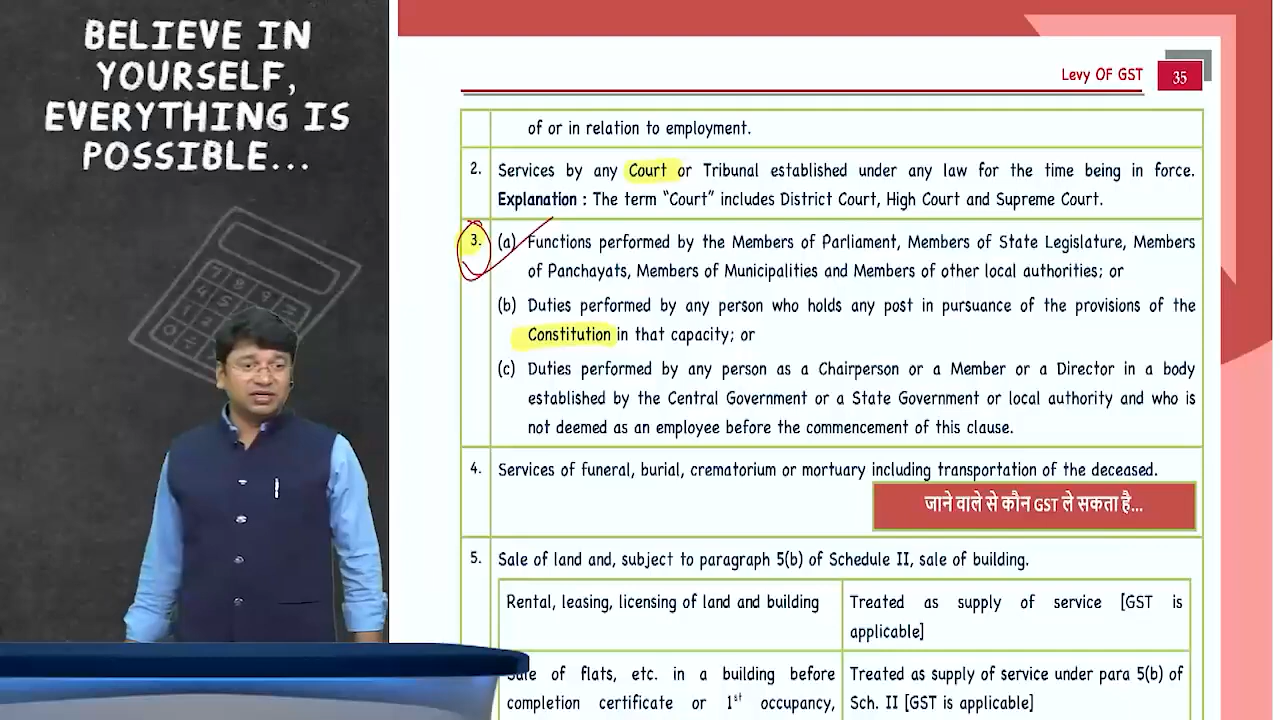 BELIEVE IN
YOURSELF,
EVERYTHING IS
POSSIBLE...
Levy OF GST 35
of or in relation to employment.
2. Services by any Court or Tribunal established under any law for the time being in force.
Explanation : The term "Court" includes District Court, High Court and Supreme Court.
3. (a) Functions performed by the Members of Parliament, Members of State Legislature, Members
of Panchayats, Members of Municipalities and Members of other local authorities; or
(b) Duties performed by any person who holds any post in pursuance of the provisions of the
Constitution in that capacity; or
(c) Duties performed by any person as a Chairperson or a Member or a Director in a body
established by the Central Government or a State Government or local authority and who is
not deemed as an employee before the commencement of this clause.
4. Services of funeral, burial, crematorium or mortuary including transportation of the deceased.
जाने वाले से कौन GST ले सकता है...
5. Sale of land and, subject to paragraph 5(b) of Schedule II, sale of building.
Rental, leasing, licensing of land and building
Treated as supply of service [GST is
applicable]
Sale of flats, etc. in a building before
completion certificate or 1st occupancy,
Treated as supply of service under para 5(b) of
Sch. II [GST is applicable]